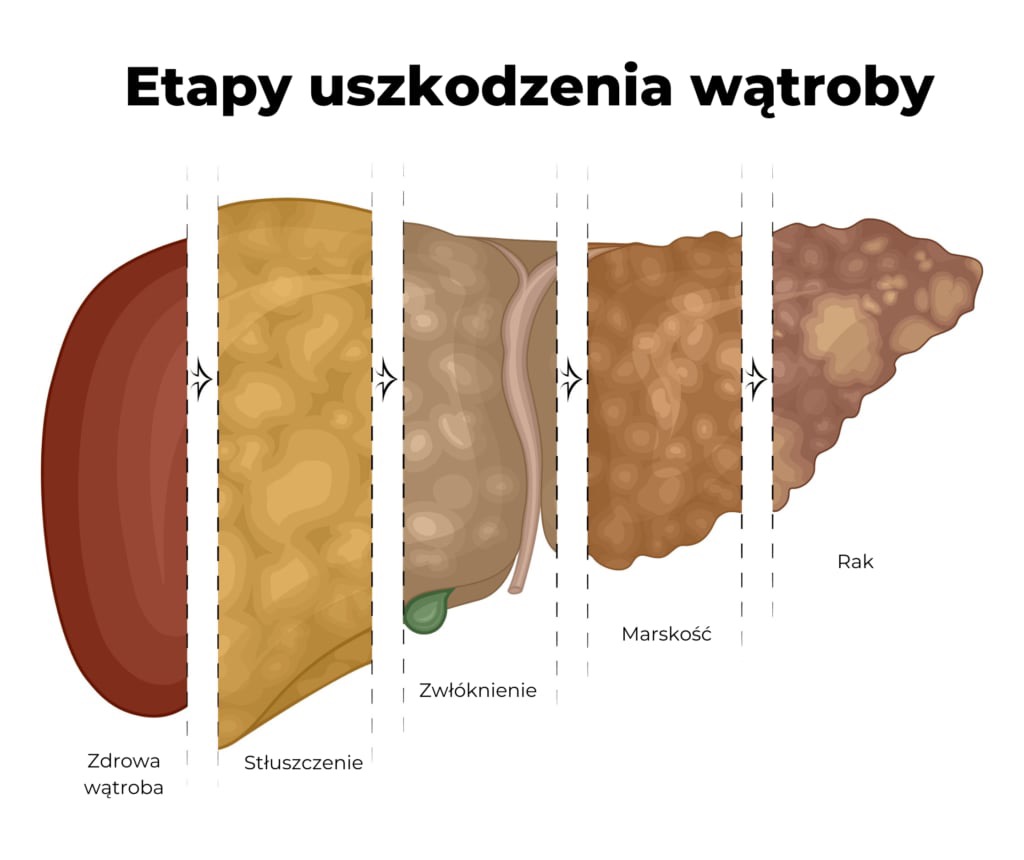 Etapy uszkodzenia wątroby
Zdrowa
wątroba
Stłuszczenie
Zwłóknienie
Marskość
Rak